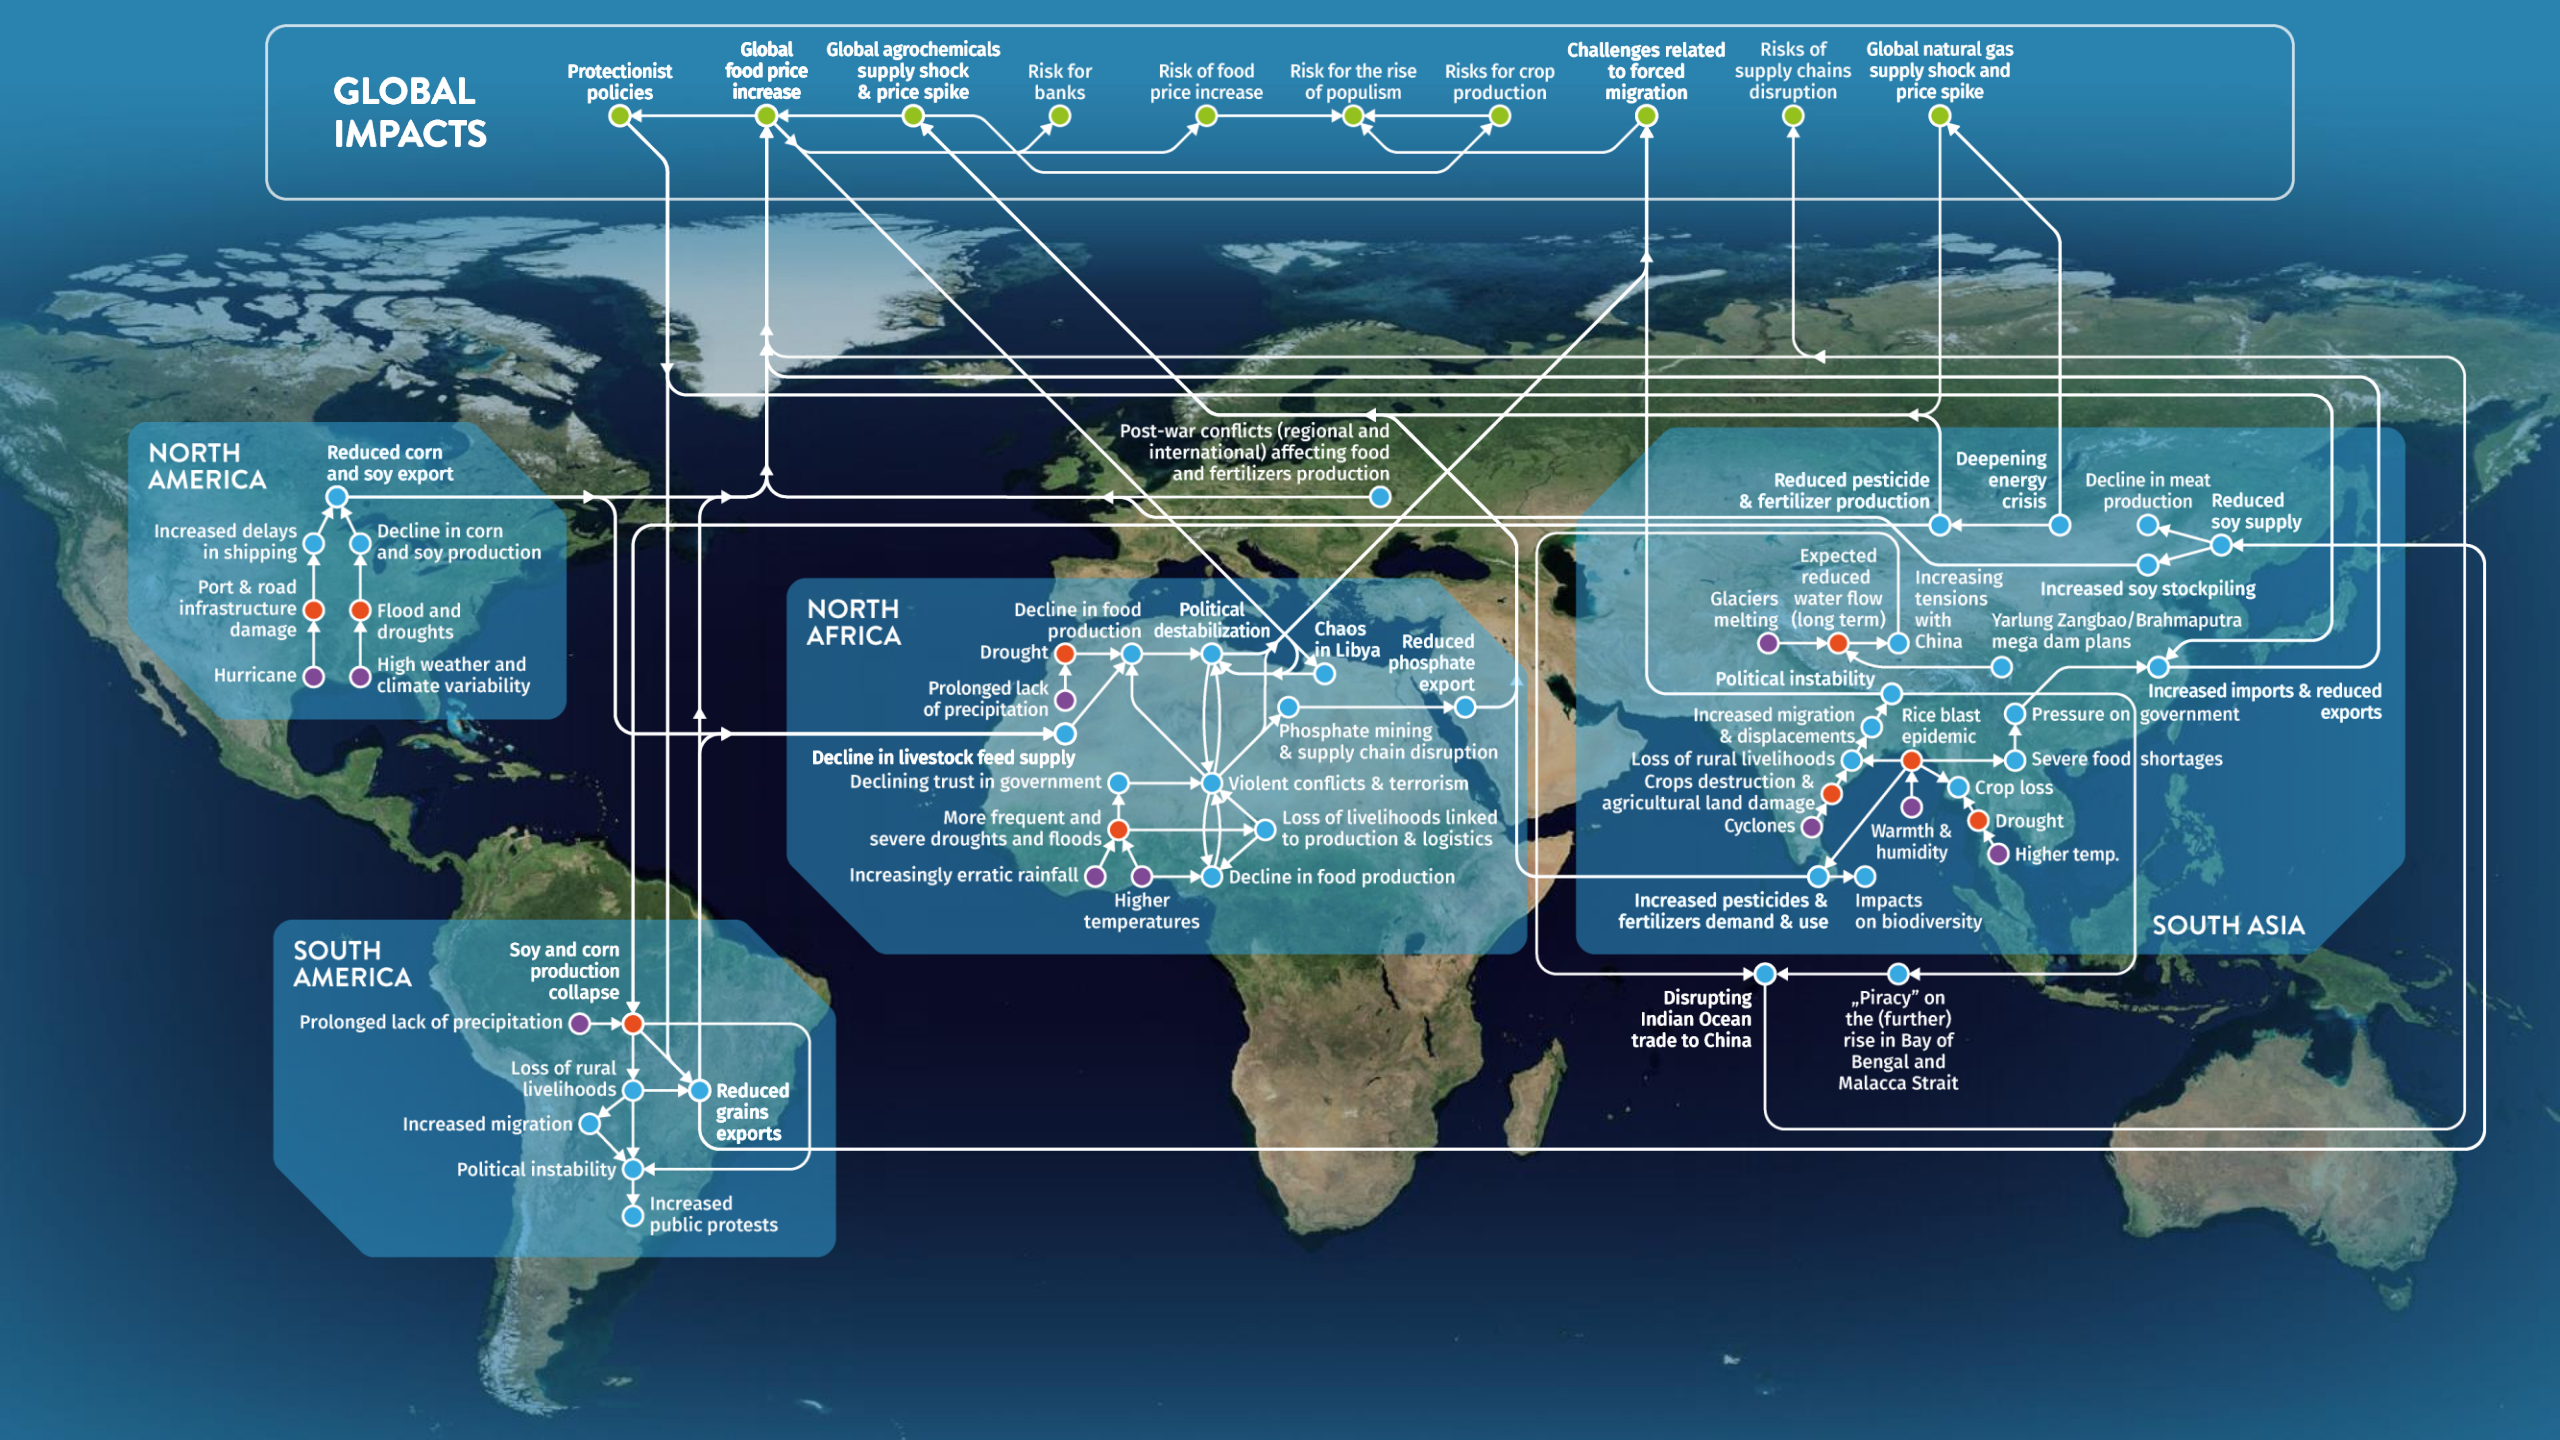 GLOBAL
IMPACTS
Protectionist
policies
Global
food price
increase
Global agrochemicals
supply shock
& price spike
Risk for
banks
Risk of food
price increase
Risk for the rise
of populism
Risks for crop
production
Challenges related
to forced
migration
Risks of
supply chains
disruption
Global natural gas
supply shock and
price spike
NORTH
AMERICA
Reduced corn
and soy export
Increased delays
in shipping
Decline in corn
and soy production
Port & road
infrastructure
damage
Flood and
droughts
Hurricane
High weather and
climate variability
Post-war conflicts (regional and
international) affecting food
and fertilizers production
NORTH
AFRICA
Decline in food
production
Political
destabilization
Chaos
in Libya
Reduced
phosphate
export
Drought
Prolonged lack
of precipitation
Phosphate mining
& supply chain disruption
Decline in livestock feed supply
Declining trust in government
Violent conflicts & terrorism
More frequent and
severe droughts and floods
Loss of livelihoods linked
to production & logistics
Increasingly erratic rainfall
Decline in food production
Higher
temperatures
Reduced pesticide
& fertilizer production
Deepening
energy
crisis
Decline in meat
production
Reduced
soy supply
Increased soy stockpiling
Expected
reduced
water flow
(long term)
Glaciers
melting
Increasing
tensions
with
China
Yarlung Zangbao/Brahmaputra
mega dam plans
Political instability
Increased imports & reduced
exports
Increased migration
& displacements
Rice blast
epidemic
Pressure on government
Loss of rural livelihoods
Severe food shortages
Crops destruction &
agricultural land damage
Crop loss
Cyclones
Warmth &
humidity
Drought
Higher temp.
Increased pesticides &
fertilizers demand & use
Impacts
on biodiversity
SOUTH ASIA
Disrupting
Indian Ocean
trade to China
„Piracy” on
the (further)
rise in Bay of
Bengal and
Malacca Strait
SOUTH
AMERICA
Soy and corn
production
collapse
Prolonged lack of precipitation
Loss of rural
livelihoods
Reduced
grains
exports
Increased migration
Political instability
Increased
public protests